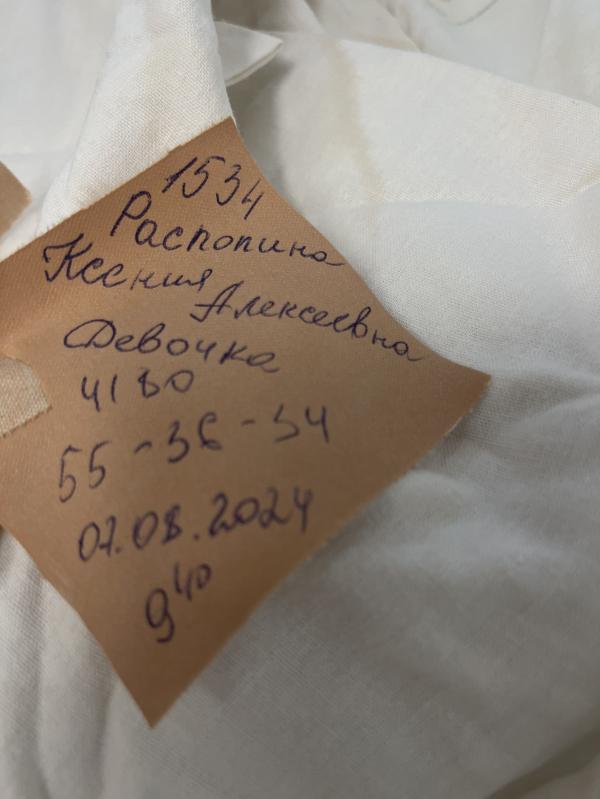 1534
Распопина
Ксения
Алексеевна
Девочка
4180
55-36-34
07.08.2024
9⁴⁰